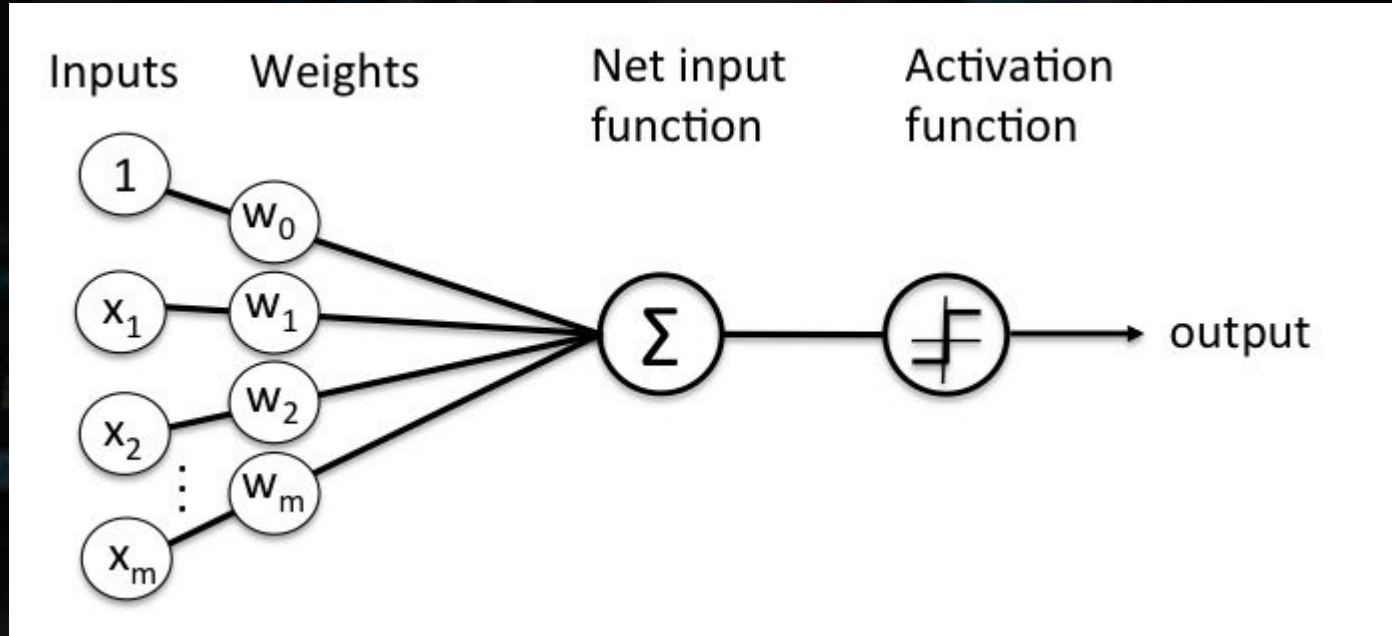 Inputs Weights Net input function Activation function
1
w₀
x₁
w₁
x₂
w₂
⋮
xₘ
wₘ
Σ
output